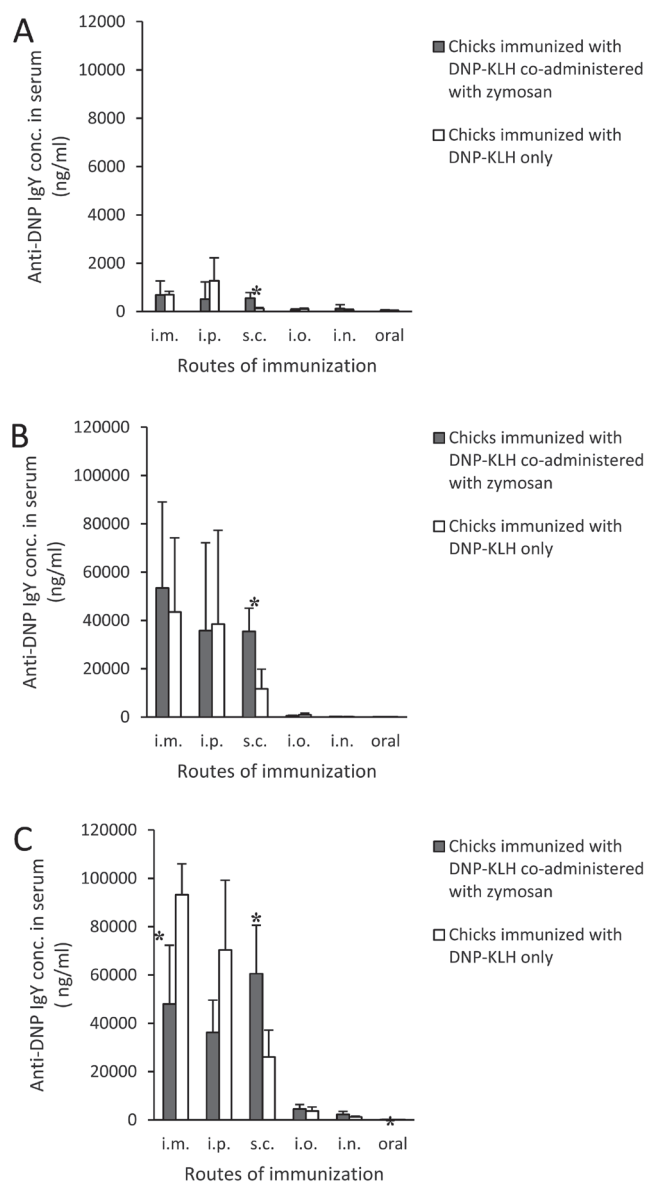 A
12000
10000
8000
6000
4000
2000
0
Anti-DNP IgY conc. in serum
(ng/ml)
*
i.m. i.p. s.c. i.o. i.n. oral
Routes of immunization
Chicks immunized with
DNP-KLH co-administered
with zymosan
Chicks immunized with
DNP-KLH only
B
120000
100000
80000
60000
40000
20000
0
Anti-DNP IgY conc. in serum
(ng/ml)
*
i.m. i.p. s.c. i.o. i.n. oral
Routes of immunization
Chicks immunized with
DNP-KLH co-administered
with zymosan
Chicks immunized with
DNP-KLH only
C
120000
100000
80000
60000
40000
20000
0
Anti-DNP IgY conc. in serum
( ng/ml)
* * *
i.m. i.p. s.c. i.o. i.n. oral
Routes of immunization
Chicks immunized with
DNP-KLH co-administered
with zymosan
Chicks immunized with
DNP-KLH only